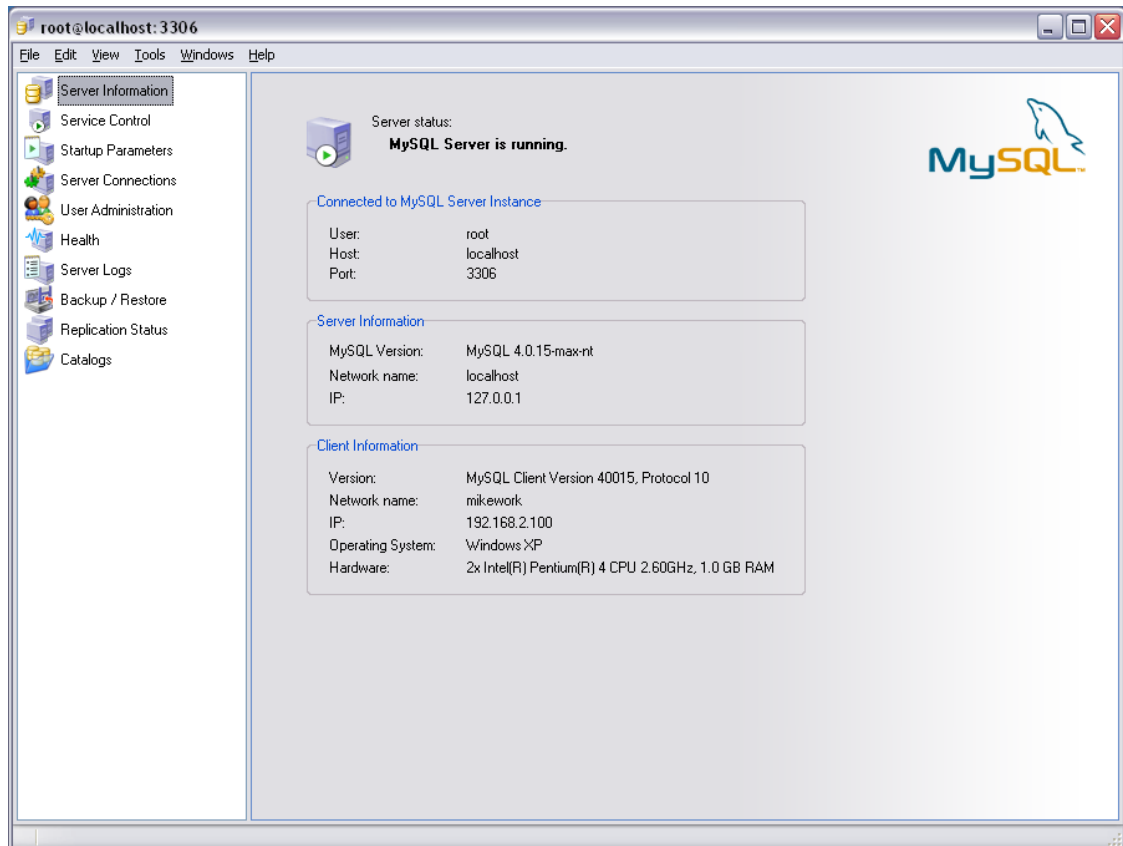 root@localhost:3306
File Edit View Tools Windows Help
Server Information
Service Control
Startup Parameters
Server Connections
User Administration
Health
Server Logs
Backup / Restore
Replication Status
Catalogs
Server status:
MySQL Server is running.
MySQL™
Connected to MySQL Server Instance
User: root
Host: localhost
Port: 3306
Server Information
MySQL Version: MySQL 4.0.15-max-nt
Network name: localhost
IP: 127.0.0.1
Client Information
Version: MySQL Client Version 40015, Protocol 10
Network name: mikework
IP: 192.168.2.100
Operating System: Windows XP
Hardware: 2x Intel(R) Pentium(R) 4 CPU 2.60GHz, 1.0 GB RAM